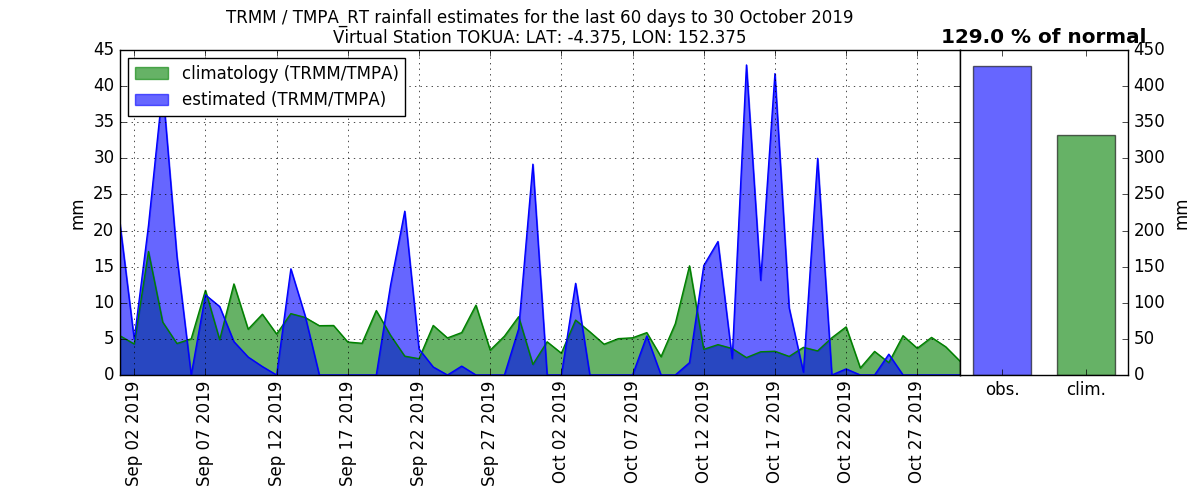 TRMM / TMPA_RT rainfall estimates for the last 60 days to 30 October 2019
Virtual Station TOKUA: LAT: -4.375, LON: 152.375
129.0 % of normal
climatology (TRMM/TMPA)
estimated (TRMM/TMPA)
45
40
35
30
25
20
15
10
5
0
mm
450
400
350
300
250
200
150
100
50
0
mm
Sep 02 2019
Sep 07 2019
Sep 12 2019
Sep 17 2019
Sep 22 2019
Sep 27 2019
Oct 02 2019
Oct 07 2019
Oct 12 2019
Oct 17 2019
Oct 22 2019
Oct 27 2019
obs.
clim.